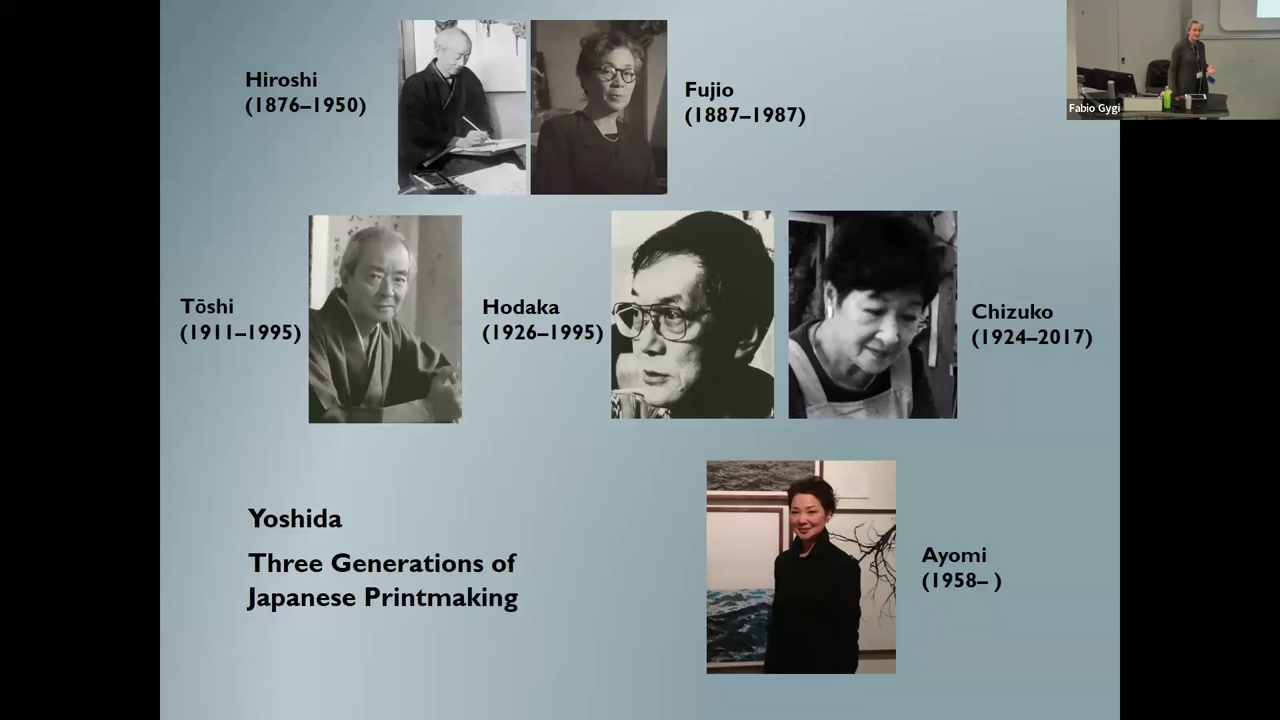 Hiroshi
(1876–1950)
Fujio
(1887–1987)
Fabio Gygi
Tōshi
(1911–1995)
Hodaka
(1926–1995)
Chizuko
(1924–2017)
Yoshida
Three Generations of
Japanese Printmaking
Ayomi
(1958– )